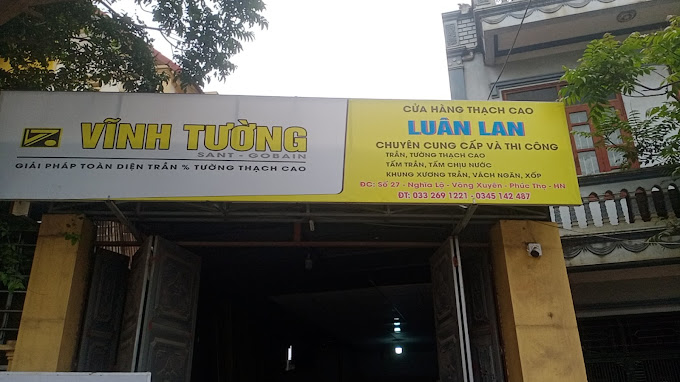 VĨNH TƯỜNG
SANT - GOBAIN
GIẢI PHÁP TOÀN DIỆN TRẦN % TƯỜNG THẠCH CAO
CỬA HÀNG THẠCH CAO
LUÂN LAN
CHUYÊN CUNG CẤP VÀ THI CÔNG
TRẦN, TƯỜNG THẠCH CAO
TẤM TRẦN, TẤM CHỊU NƯỚC
KHUNG XƯƠNG TRẦN, VÁCH NGĂN, XỐP
ĐC: Số 27 - Nghĩa Lộ - Võng Xuyên - Phúc Thọ - HN
ĐT: 033 269 1221 - 0345 142 487